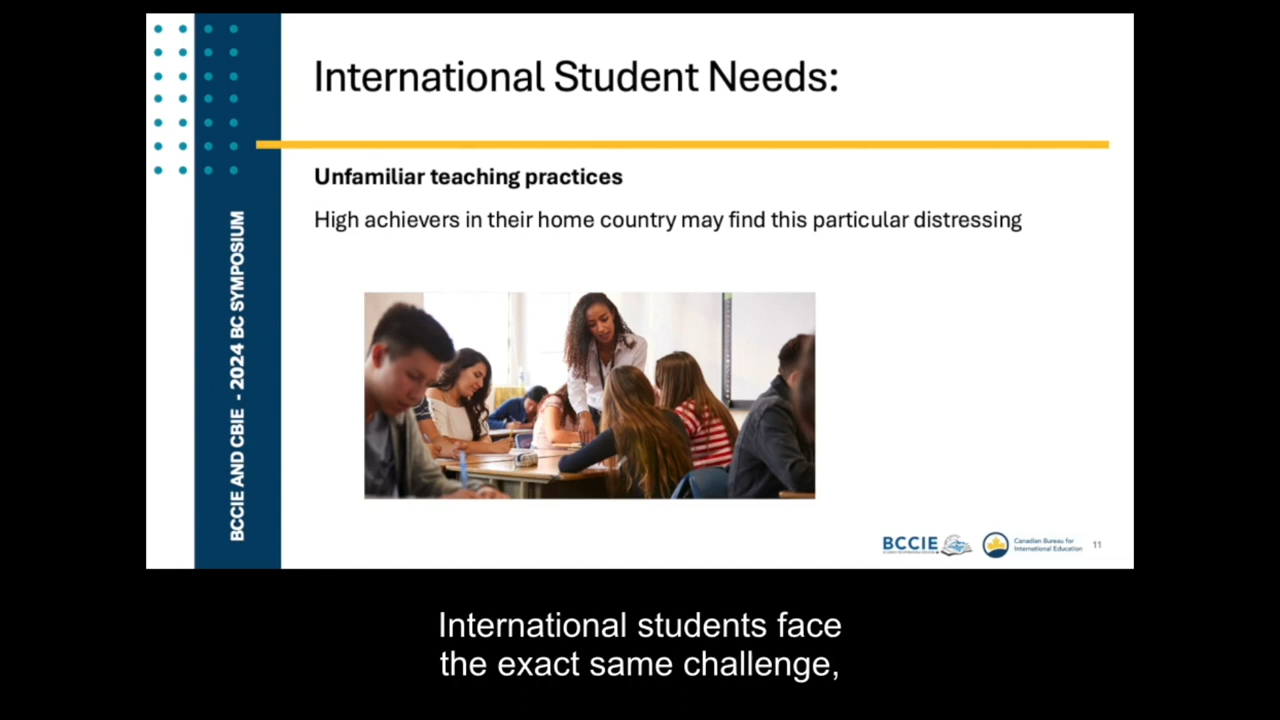 International Student Needs:
Unfamiliar teaching practices
High achievers in their home country may find this particular distressing
BCCIE AND CBIE - 2024 BC SYMPOSIUM
BCCIE
Canadian Bureau for
International Education
11
International students face
the exact same challenge,